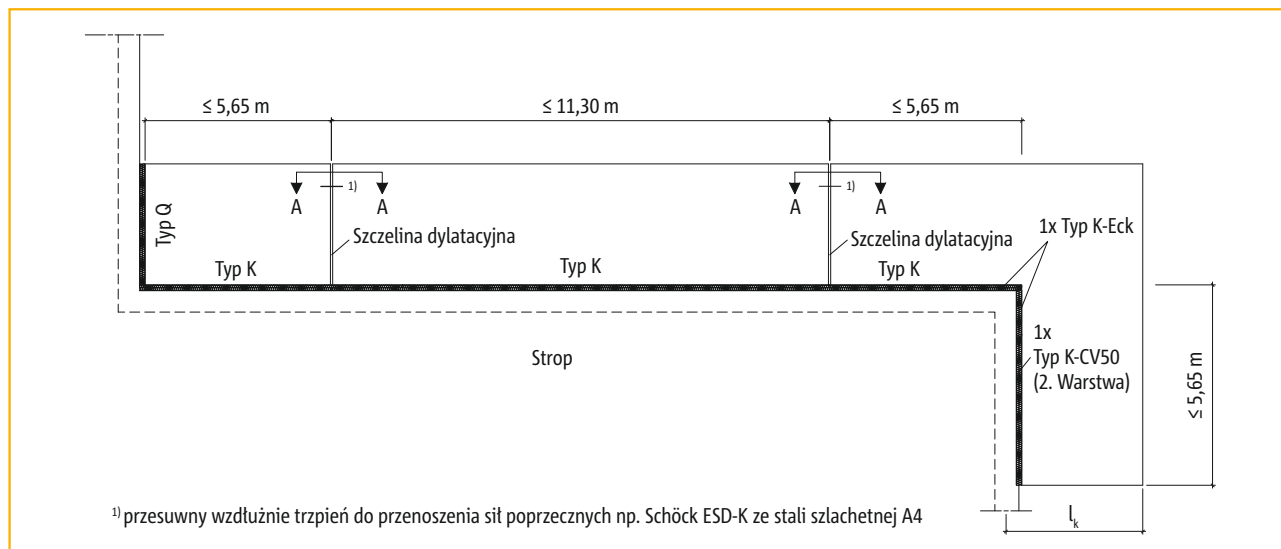 ≤ 5,65 m
≤ 11,30 m
≤ 5,65 m
A
1)
A
A
1)
A
Typ Q
Szczelina dylatacyjna
Szczelina dylatacyjna
1x Typ K-Eck
Typ K
Typ K
Typ K
1x
Typ K-CV50
(2. Warstwa)
≤ 5,65 m
Strop
1) przesuwny wzdłużnie trzpień do przenoszenia sił poprzecznych np. Schöck ESD-K ze stali szlachetnej A4
lk